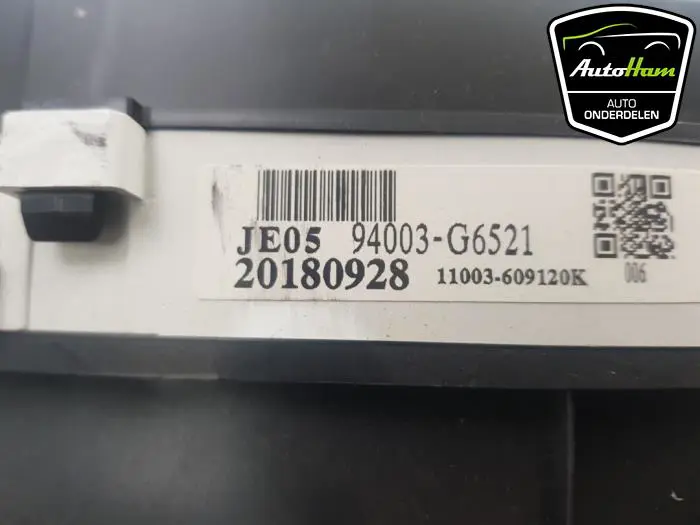 AutoHam
AUTO
ONDERDELEN
JE05 94003-G6521
20180928 11003-609120K
006